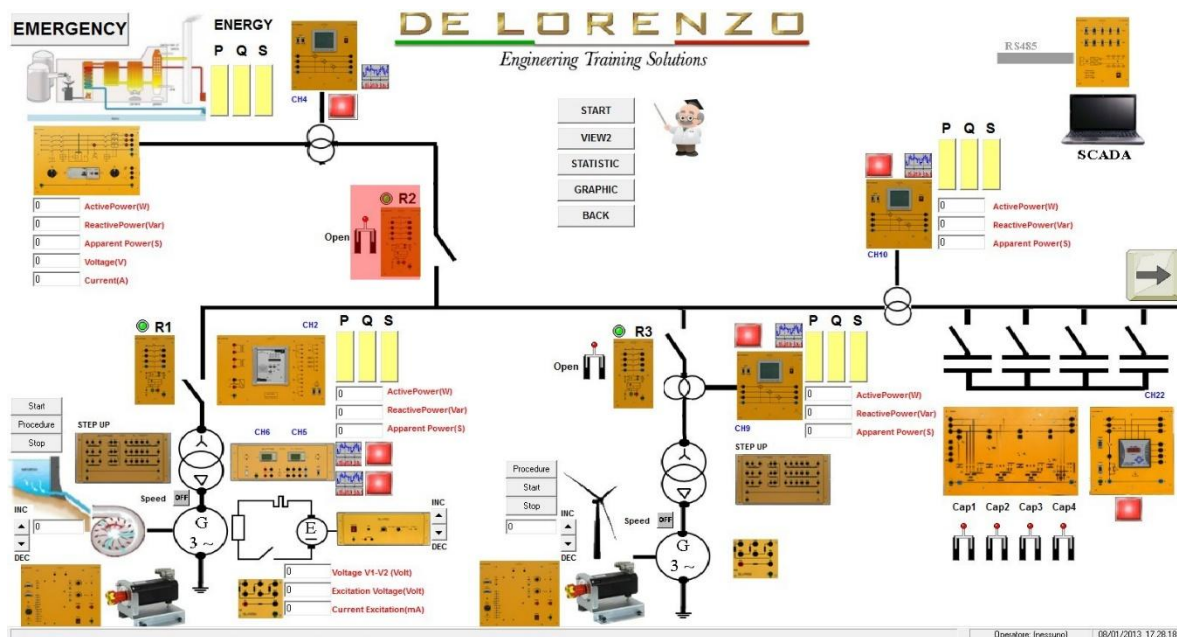 EMERGENCY
ENERGY
P Q S
CH4
DE LORENZO
Engineering Training Solutions
RS485
SCADA
START
VIEW2
STATISTIC
GRAPHIC
BACK
P Q S
0 ActivePower(W)
0 ReactivePower(Var)
0 Apparent Power(S)
CH10
0 ActivePower(W)
0 ReactivePower(Var)
0 Apparent Power(S)
0 Voltage(V)
0 Current(A)
R2
Open
R1
CH2
P Q S
0 ActivePower(W)
0 ReactivePower(Var)
0 Apparent Power(S)
R3
Open
P Q S
0 ActivePower(W)
0 ReactivePower(Var)
0 Apparent Power(S)
CH9
CH22
Start
Procedure
Stop
STEP UP
CH6 CH5
Speed OFF
INC
0
DEC
G
3 ~
E
INC
DEC
0 Voltage V1-V2 (Volt)
0 Excitation Voltage(Volt)
0 Current Excitation(mA)
Procedure
Start
Stop
0
INC
DEC
Speed OFF
G
3 ~
STEP UP
Cap1 Cap2 Cap3 Cap4
Operatore: (nessuno) 08/01/2013 17.28.18